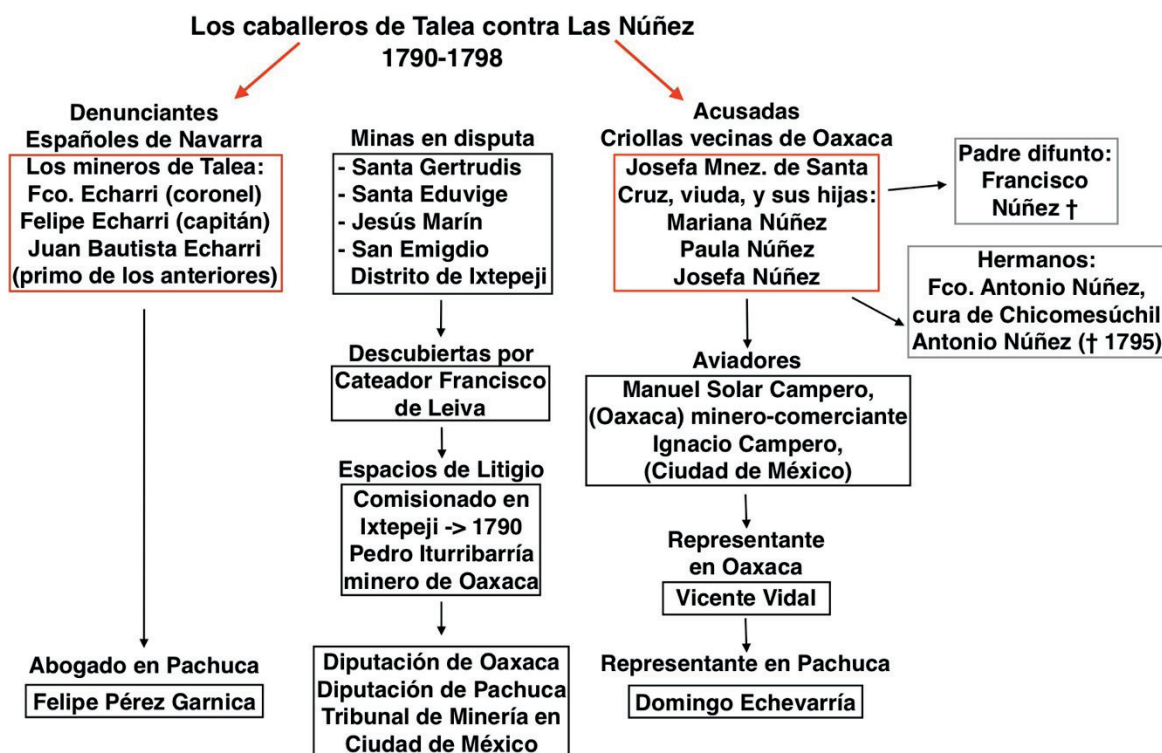 Los caballeros de Talea contra Las Núñez
1790-1798
Denunciantes
Españoles de Navarra
Los mineros de Talea:
Fco. Echarri (coronel)
Felipe Echarri (capitán)
Juan Bautista Echarri
(primo de los anteriores)
Abogado en Pachuca
Felipe Pérez Garnica
Minas en disputa
- Santa Gertrudis
- Santa Eduvige
- Jesús Marín
- San Emigdio
Distrito de Ixtepeji
Descubiertas por
Cateador Francisco
de Leiva
Espacios de Litigio
Comisionado en
Ixtepeji -> 1790
Pedro Iturribarría
minero de Oaxaca
Diputación de Oaxaca
Diputación de Pachuca
Tribunal de Minería en
Ciudad de México
Acusadas
Criollas vecinas de Oaxaca
Josefa Mnez. de Santa
Cruz, viuda, y sus hijas:
Mariana Núñez
Paula Núñez
Josefa Núñez
Padre difunto:
Francisco
Núñez †
Hermanos:
Fco. Antonio Núñez,
cura de Chicomesúchil
Antonio Núñez († 1795)
Aviadores
Manuel Solar Campero,
(Oaxaca) minero-comerciante
Ignacio Campero,
(Ciudad de México)
Representante
en Oaxaca
Vicente Vidal
Representante en Pachuca
Domingo Echevarría